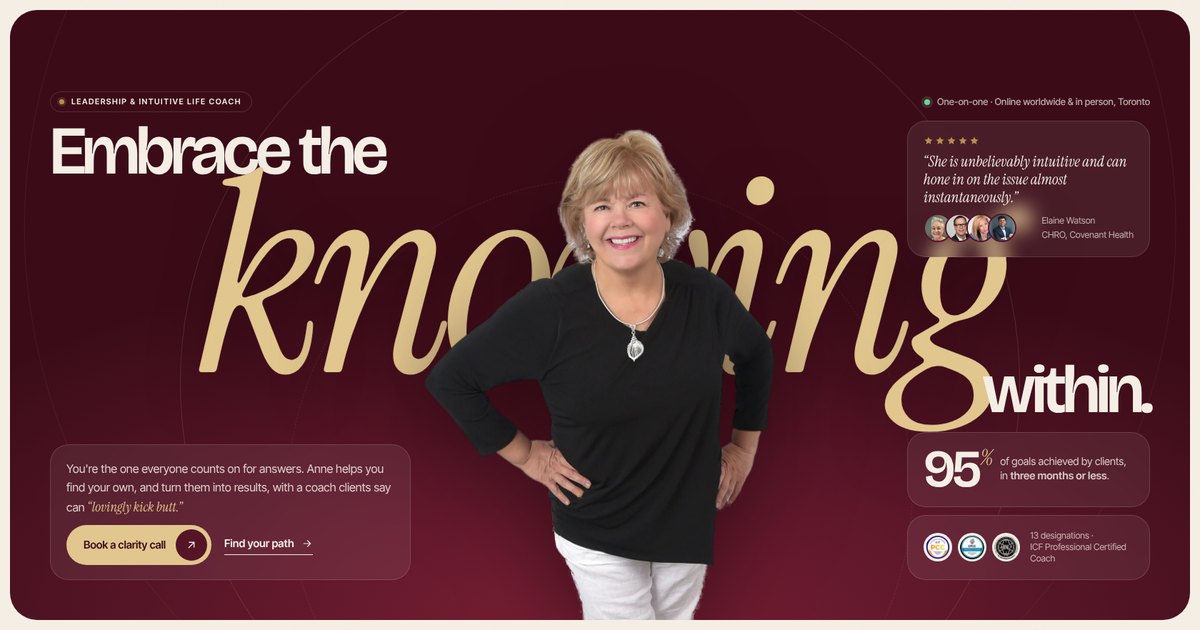 LEADERSHIP & INTUITIVE LIFE COACH
Embrace the
knowing
within.
One-on-one · Online worldwide & in person, Toronto
“She is unbelievably intuitive and can
hone in on the issue almost
instantaneously.”
Elaine Watson
CHRO, Covenant Health
You're the one everyone counts on for answers. Anne helps you
find your own, and turn them into results, with a coach clients say
can “lovingly kick butt.”
Book a clarity call
Find your path →
95% of goals achieved by clients,
in three months or less.
13 designations ·
ICF Professional Certified
Coach